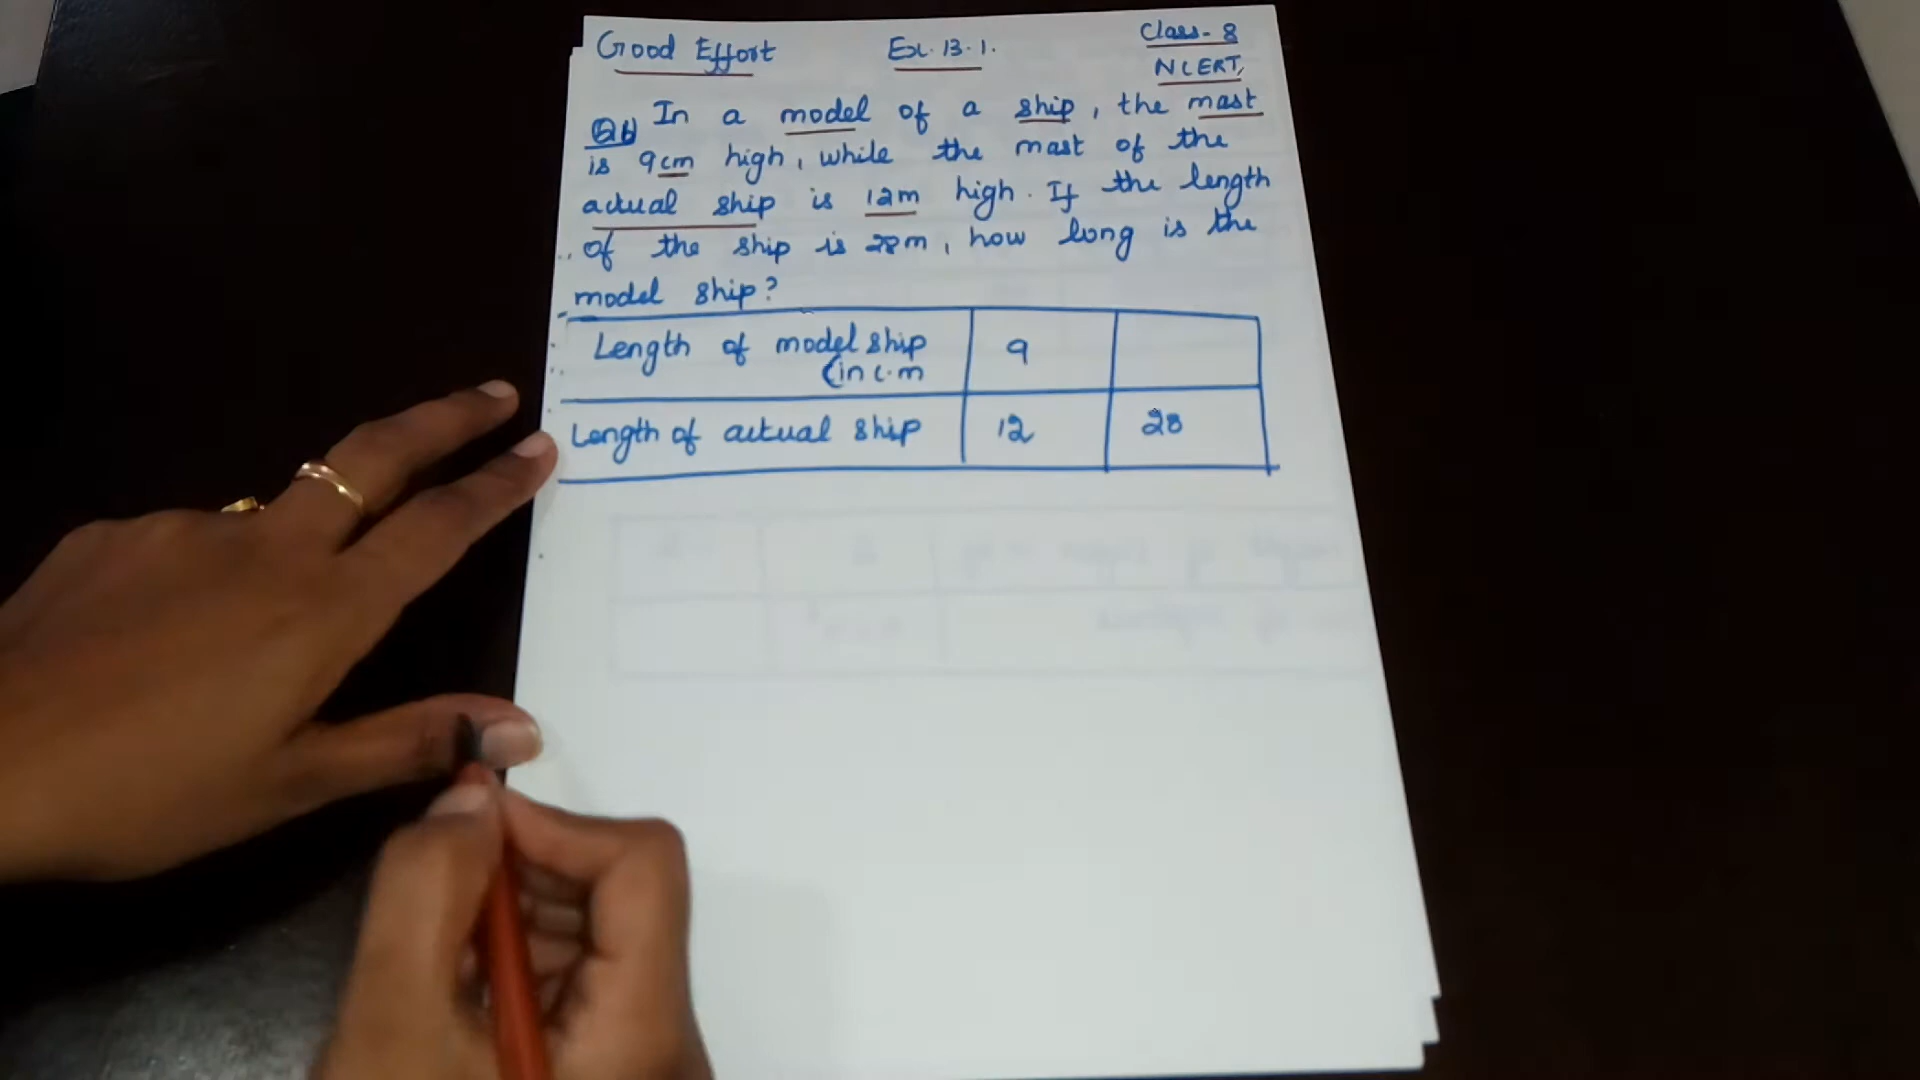 Good Effort Ex. 13.1. Class-8
NCERT,
In a model of a ship, the mast
is 9cm high, while the mast of the
actual ship is 12m high. If the length
of the ship is 28m, how long is the
model ship?
Length of model ship 9
(in c.m
Length of actual ship 12 28